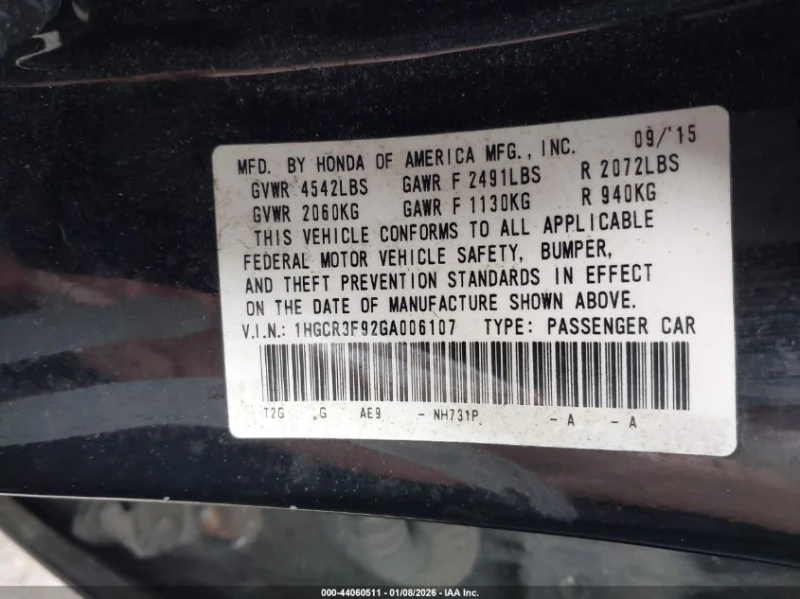 MFD. BY HONDA OF AMERICA MFG., INC. 09/'15
GVWR 4542LBS GAWR F 2491LBS R 2072LBS
GVWR 2060KG GAWR F 1130KG R 940KG
THIS VEHICLE CONFORMS TO ALL APPLICABLE
FEDERAL MOTOR VEHICLE SAFETY, BUMPER,
AND THEFT PREVENTION STANDARDS IN EFFECT
ON THE DATE OF MANUFACTURE SHOWN ABOVE.
V.I.N.: 1HGCR3F92GA006107 TYPE: PASSENGER CAR
T2G G AE9 - NH731P - A - A
000-44060511 - 01/08/2026 - IAA Inc.